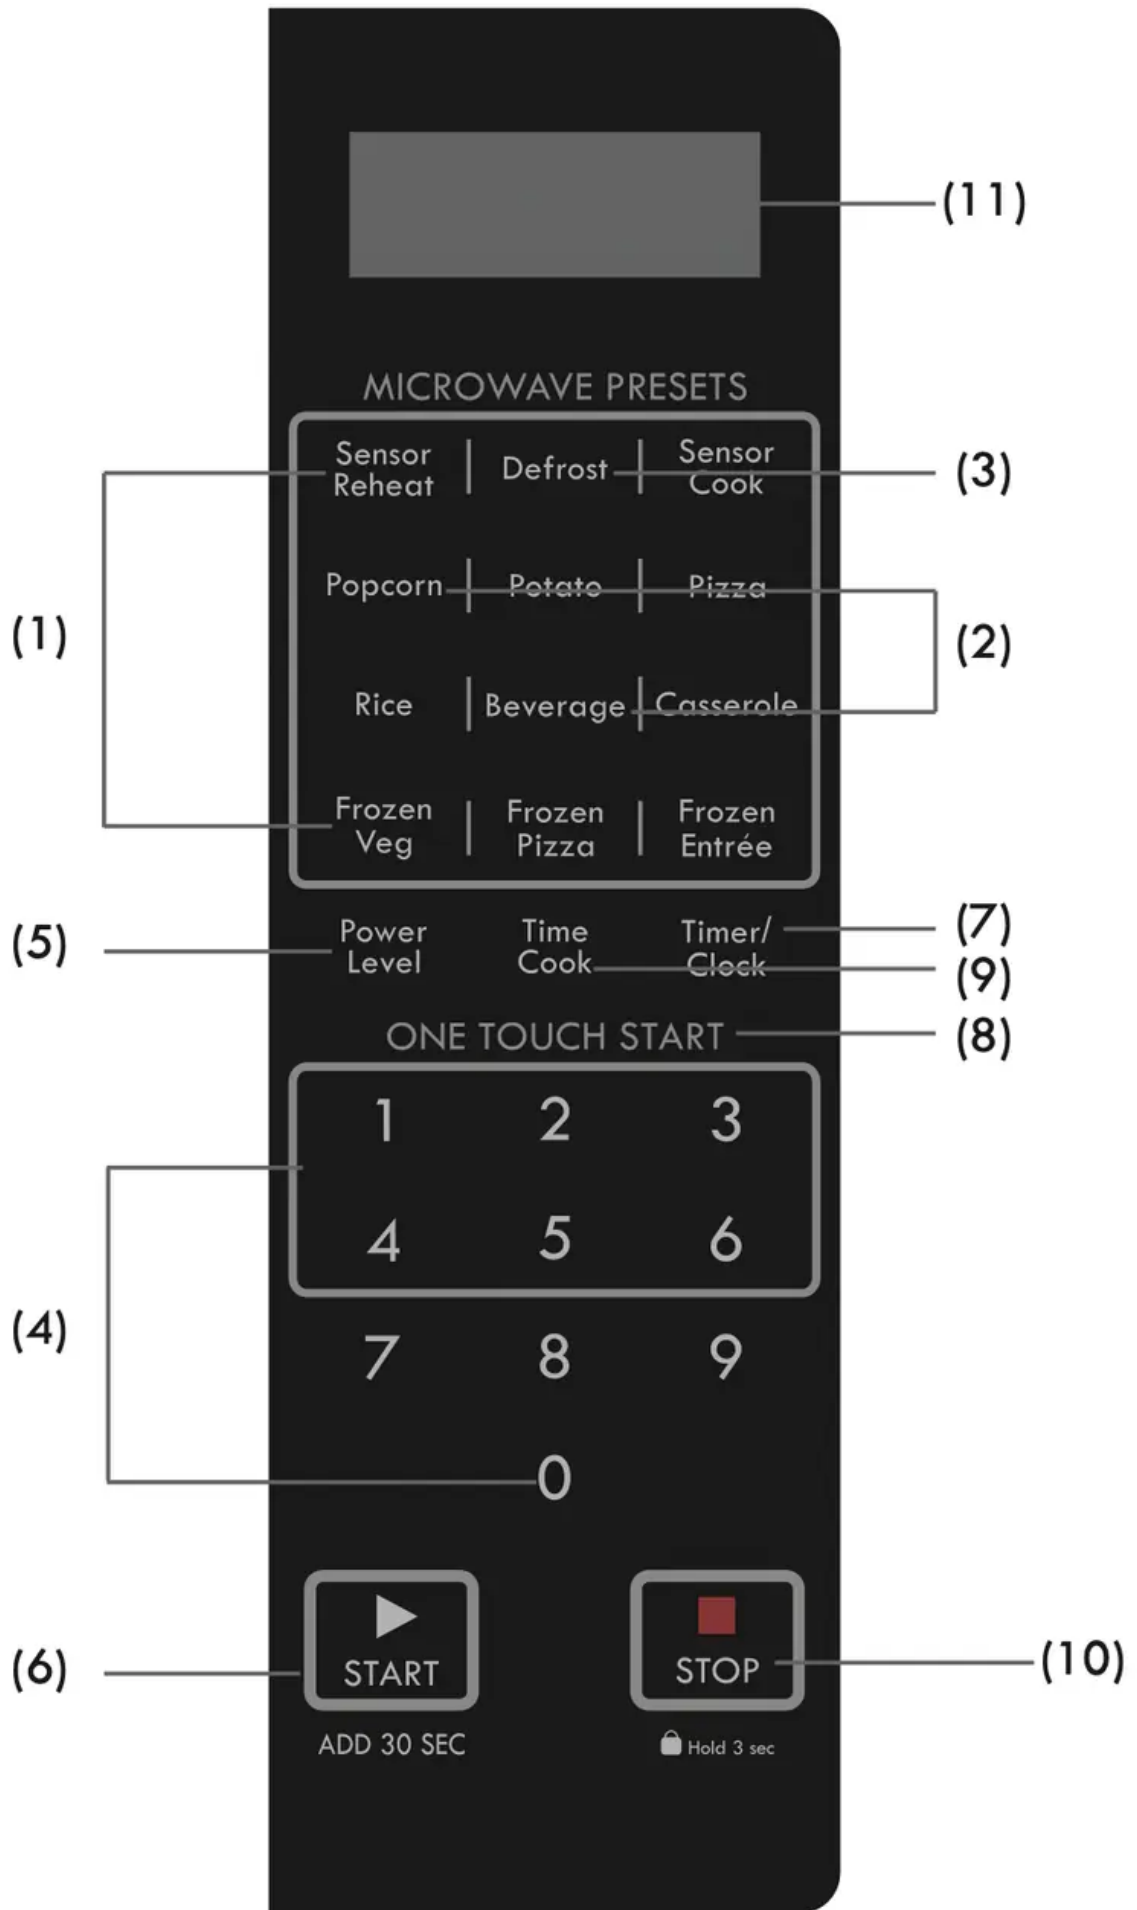 (11)
MICROWAVE PRESETS
Sensor Reheat
Defrost
Sensor Cook
(3)
Popcorn
Potato
Pizza
(1)
(2)
Rice
Beverage
Casserole
Frozen Veg
Frozen Pizza
Frozen Entrée
(5)
Power Level
Time Cook
Timer/ Clock
(7)
(9)
ONE TOUCH START
(8)
1 2 3
4 5 6
(4)
7 8 9
0
(6)
START
STOP
(10)
ADD 30 SEC
Hold 3 sec